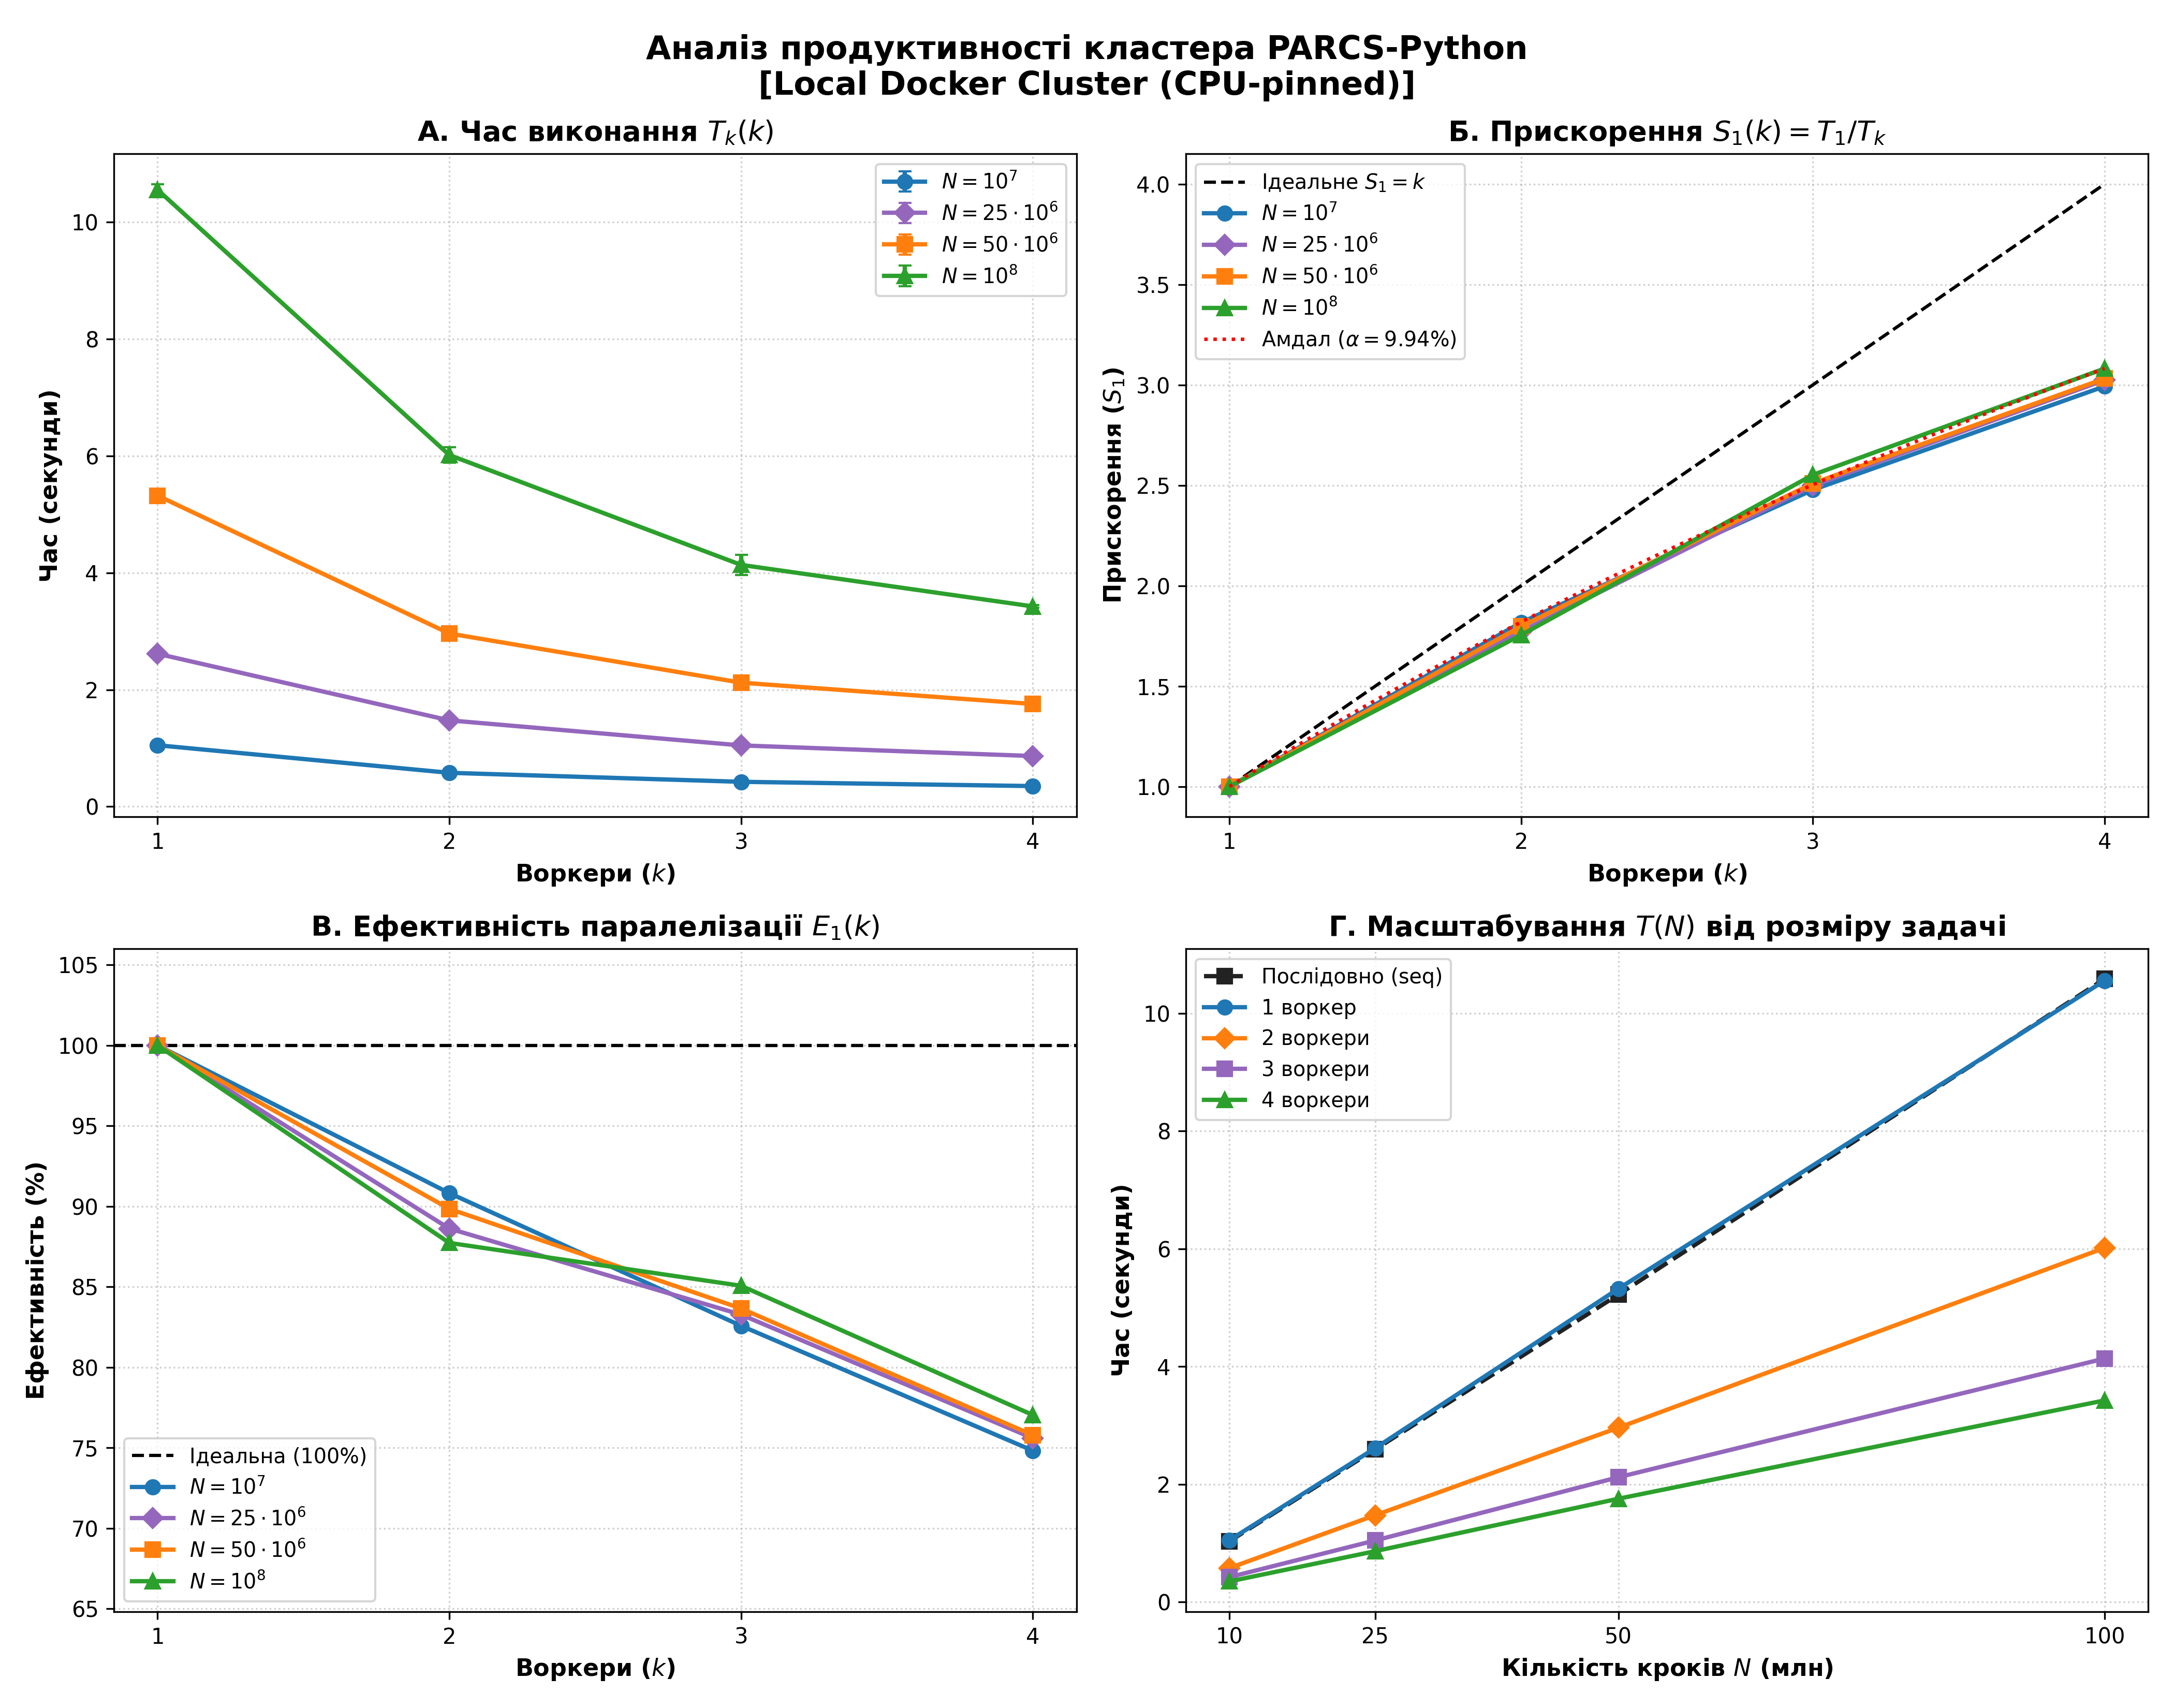 Аналіз продуктивності кластера PARCS-Python
[Local Docker Cluster (CPU-pinned)]
А. Час виконання T_k(k)
Час (секунди)
10
8
6
4
2
0
1 2 3 4
Воркери (k)
N = 10^7
N = 25 · 10^6
N = 50 · 10^6
N = 10^8
Б. Прискорення S_1(k) = T_1/T_k
Прискорення (S_1)
4.0
3.5
3.0
2.5
2.0
1.5
1.0
1 2 3 4
Воркери (k)
Ідеальне S_1 = k
N = 10^7
N = 25 · 10^6
N = 50 · 10^6
N = 10^8
Амдал (α = 9.94%)
В. Ефективність паралелізації E_1(k)
Ефективність (%)
105
100
95
90
85
80
75
70
65
1 2 3 4
Воркери (k)
Ідеальна (100%)
N = 10^7
N = 25 · 10^6
N = 50 · 10^6
N = 10^8
Г. Масштабування T(N) від розміру задачі
Час (секунди)
10
8
6
4
2
0
10 25 50 100
Кількість кроків N (млн)
Послідовно (seq)
1 воркер
2 воркери
3 воркери
4 воркери